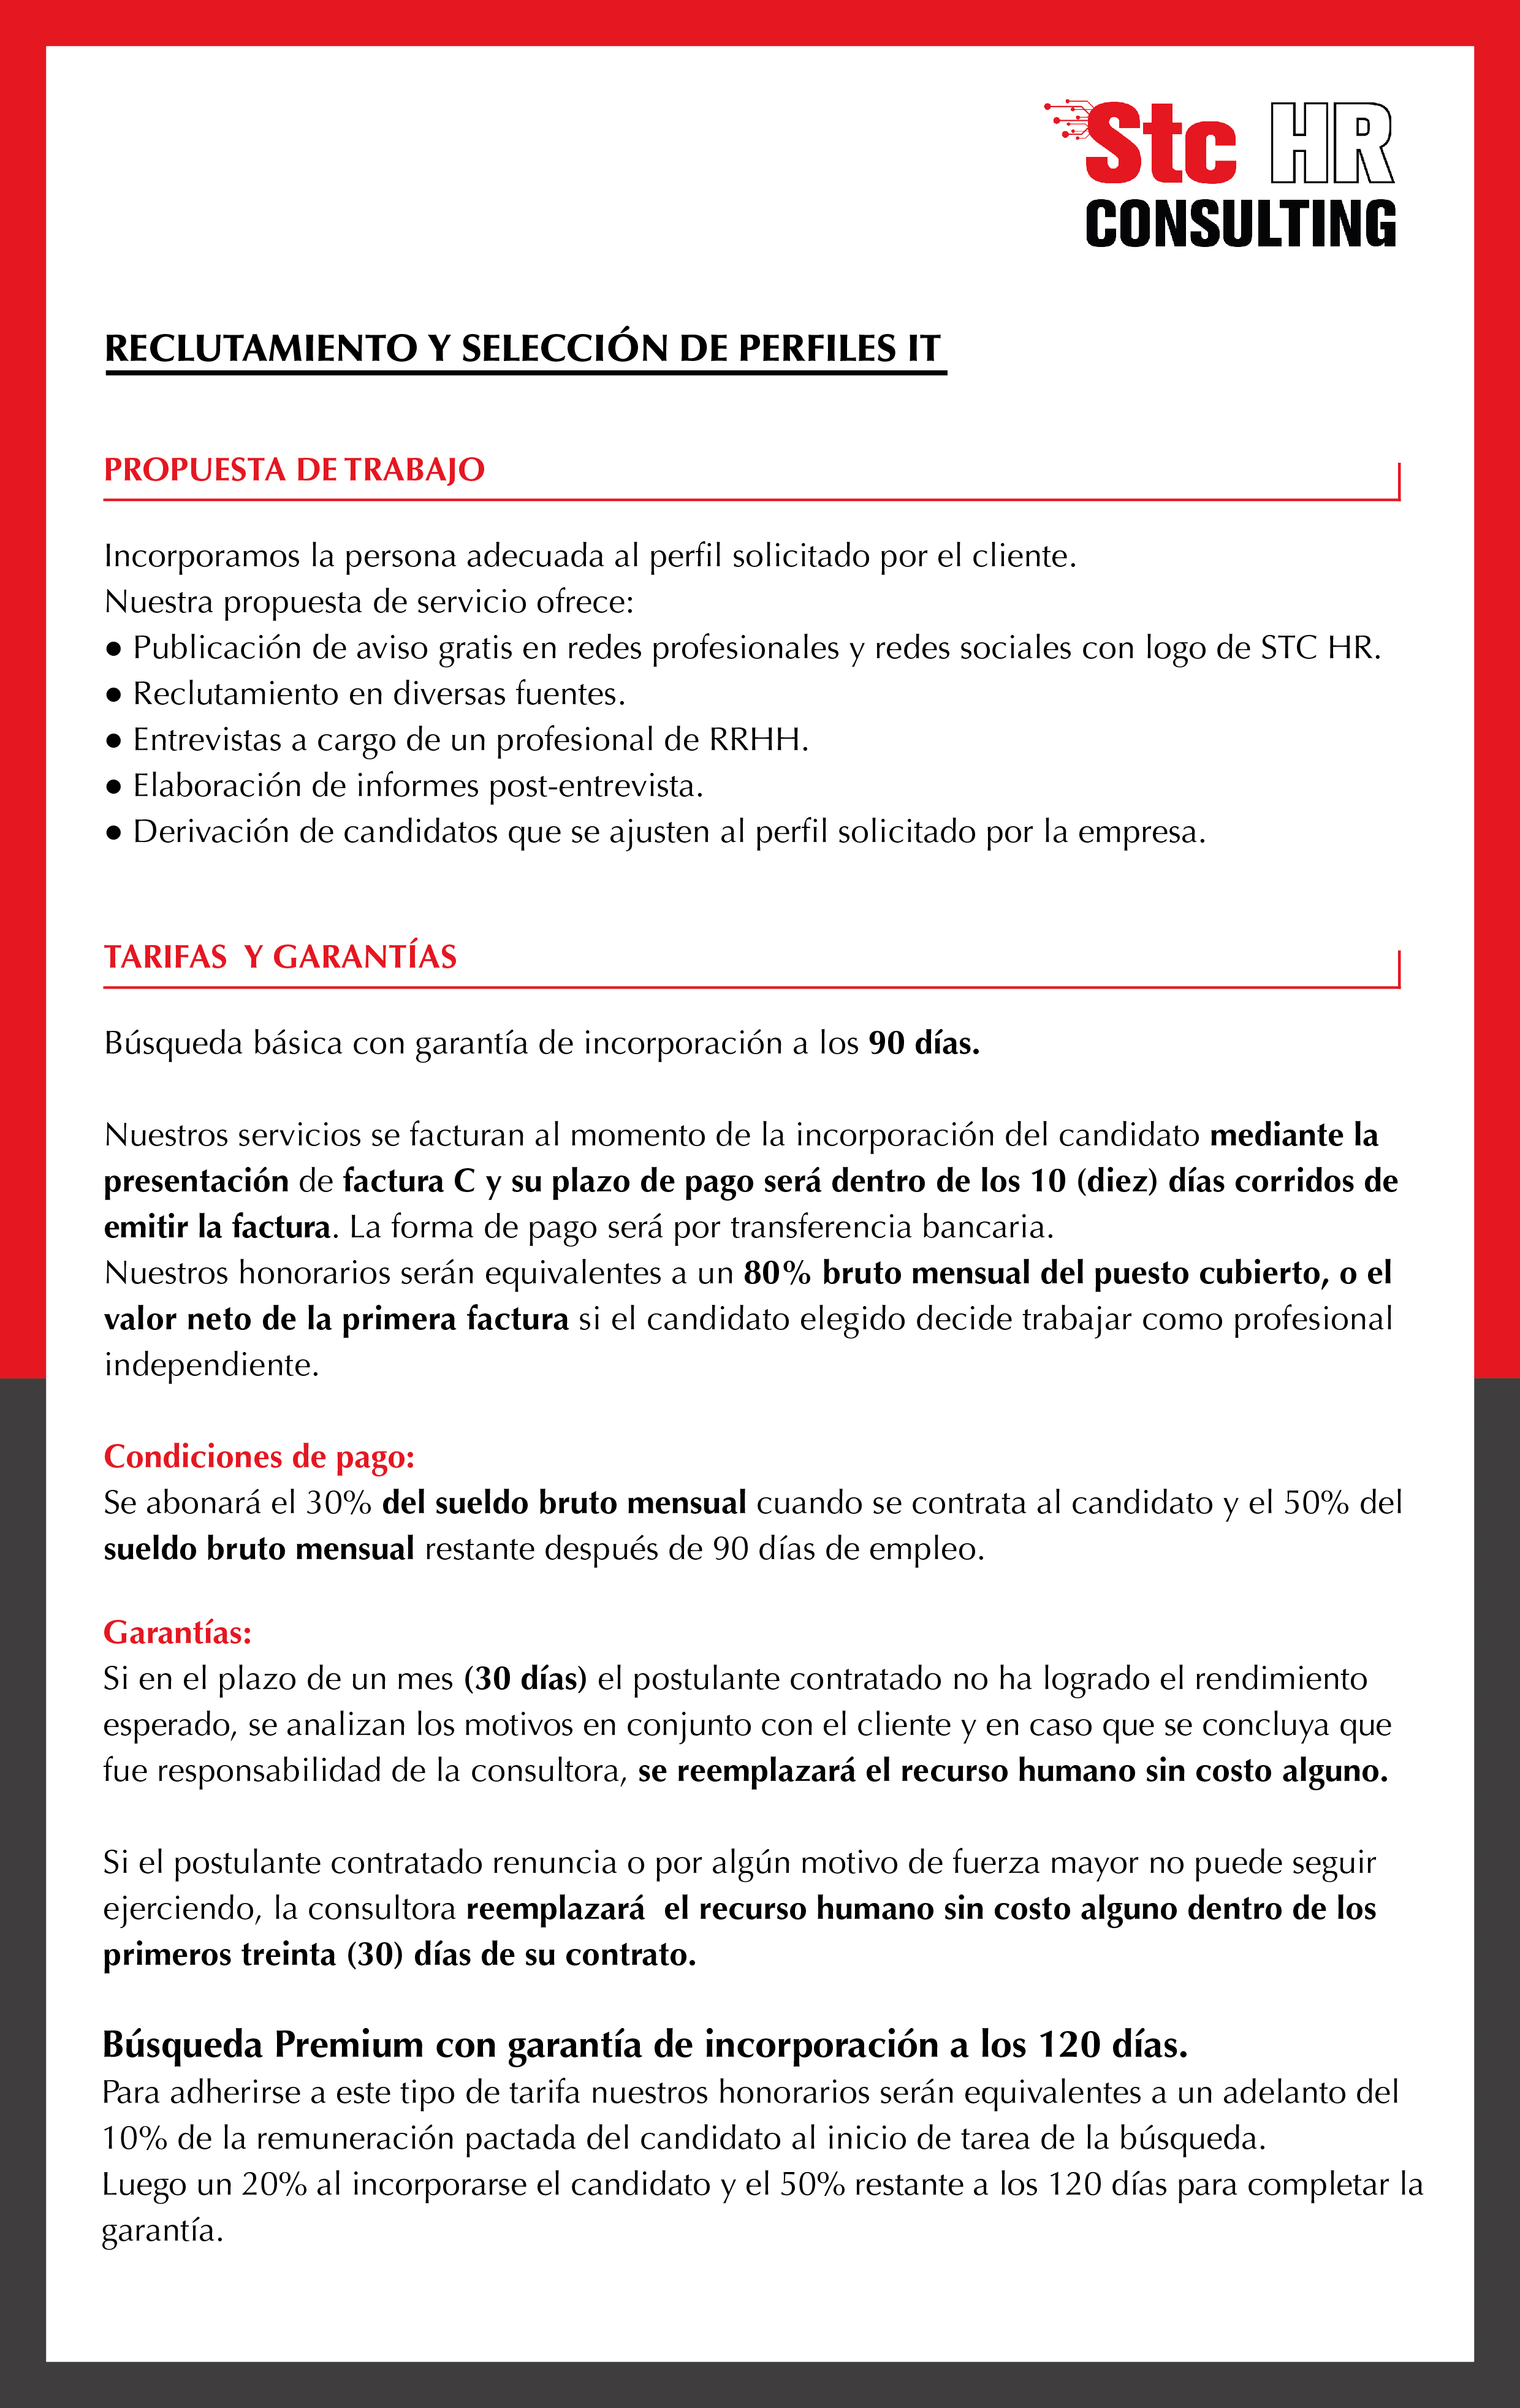 Stc HR
CONSULTING
RECLUTAMIENTO Y SELECCIÓN DE PERFILES IT
PROPUESTA DE TRABAJO
Incorporamos la persona adecuada al perfil solicitado por el cliente.
Nuestra propuesta de servicio ofrece:
● Publicación de aviso gratis en redes profesionales y redes sociales con logo de STC HR.
● Reclutamiento en diversas fuentes.
● Entrevistas a cargo de un profesional de RRHH.
● Elaboración de informes post-entrevista.
● Derivación de candidatos que se ajusten al perfil solicitado por la empresa.
TARIFAS Y GARANTÍAS
Búsqueda básica con garantía de incorporación a los 90 días.
Nuestros servicios se facturan al momento de la incorporación del candidato mediante la
presentación de factura C y su plazo de pago será dentro de los 10 (diez) días corridos de
emitir la factura. La forma de pago será por transferencia bancaria.
Nuestros honorarios serán equivalentes a un 80% bruto mensual del puesto cubierto, o el
valor neto de la primera factura si el candidato elegido decide trabajar como profesional
independiente.
Condiciones de pago:
Se abonará el 30% del sueldo bruto mensual cuando se contrata al candidato y el 50% del
sueldo bruto mensual restante después de 90 días de empleo.
Garantías:
Si en el plazo de un mes (30 días) el postulante contratado no ha logrado el rendimiento
esperado, se analizan los motivos en conjunto con el cliente y en caso que se concluya que
fue responsabilidad de la consultora, se reemplazará el recurso humano sin costo alguno.
Si el postulante contratado renuncia o por algún motivo de fuerza mayor no puede seguir
ejerciendo, la consultora reemplazará el recurso humano sin costo alguno dentro de los
primeros treinta (30) días de su contrato.
Búsqueda Premium con garantía de incorporación a los 120 días.
Para adherirse a este tipo de tarifa nuestros honorarios serán equivalentes a un adelanto del
10% de la remuneración pactada del candidato al inicio de tarea de la búsqueda.
Luego un 20% al incorporarse el candidato y el 50% restante a los 120 días para completar la
garantía.